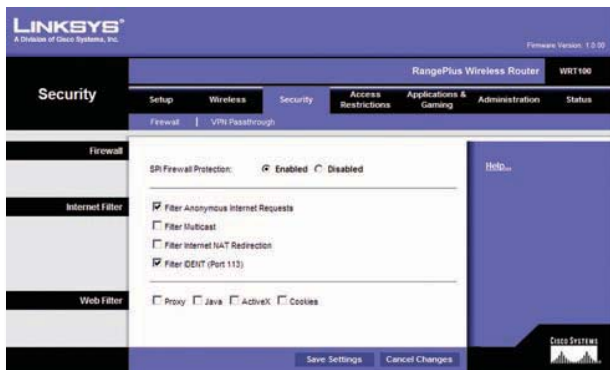 LINKSYS®
A Division of Cisco Systems, Inc.
Firmware Version: 1.0.00
RangePlus Wireless Router WRT100
Security
Setup Wireless Security Access Restrictions Applications & Gaming Administration Status
Firewall | VPN Passthrough
Firewall
SPI Firewall Protection: Enabled Disabled
Help...
Internet Filter
Filter Anonymous Internet Requests
Filter Multicast
Filter Internet NAT Redirection
Filter IDENT (Port 113)
Web Filter
Proxy Java ActiveX Cookies
Save Settings Cancel Changes
CISCO SYSTEMS